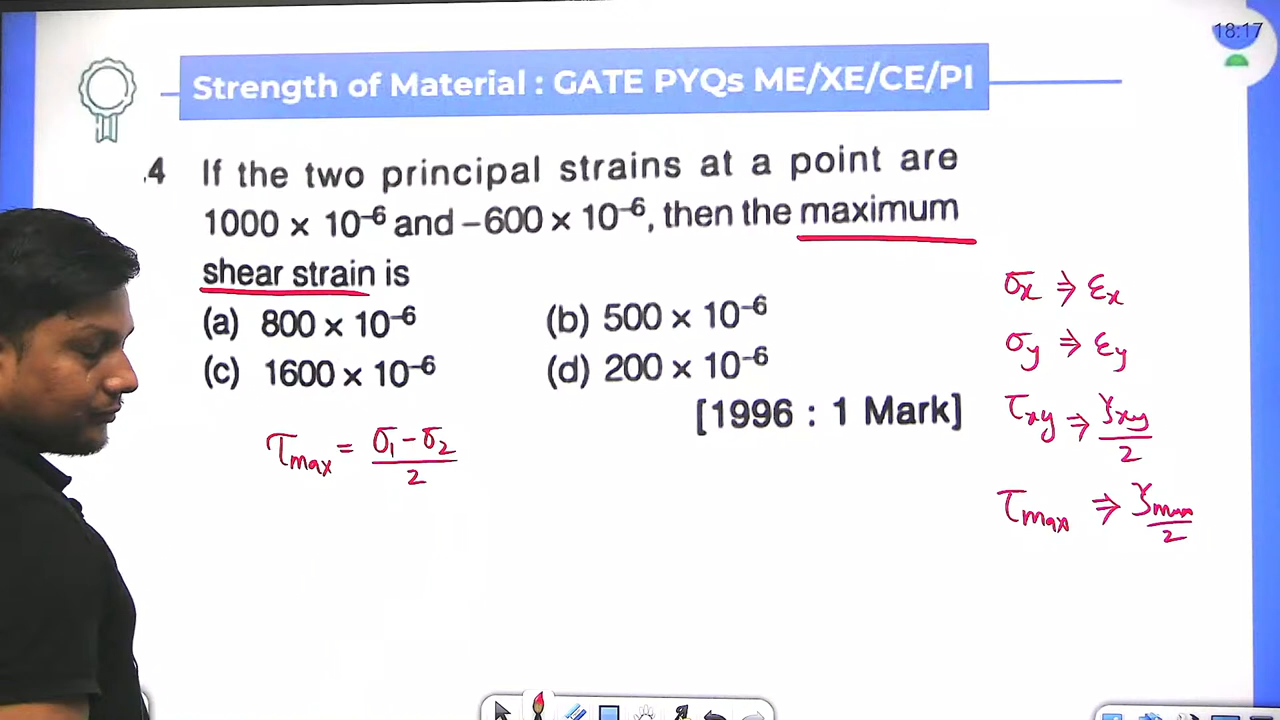 18:17
Strength of Material : GATE PYQs ME/XE/CE/PI
.4 If the two principal strains at a point are
1000 × 10⁻⁶ and –600 × 10⁻⁶, then the maximum
shear strain is
(a) 800 × 10⁻⁶ (b) 500 × 10⁻⁶
(c) 1600 × 10⁻⁶ (d) 200 × 10⁻⁶
[1996 : 1 Mark]
τmax = (σ1 - σ2)/2
σx ⇒ εx
σy ⇒ εy
τxy ⇒ γxy/2
τmax ⇒ γmax/2